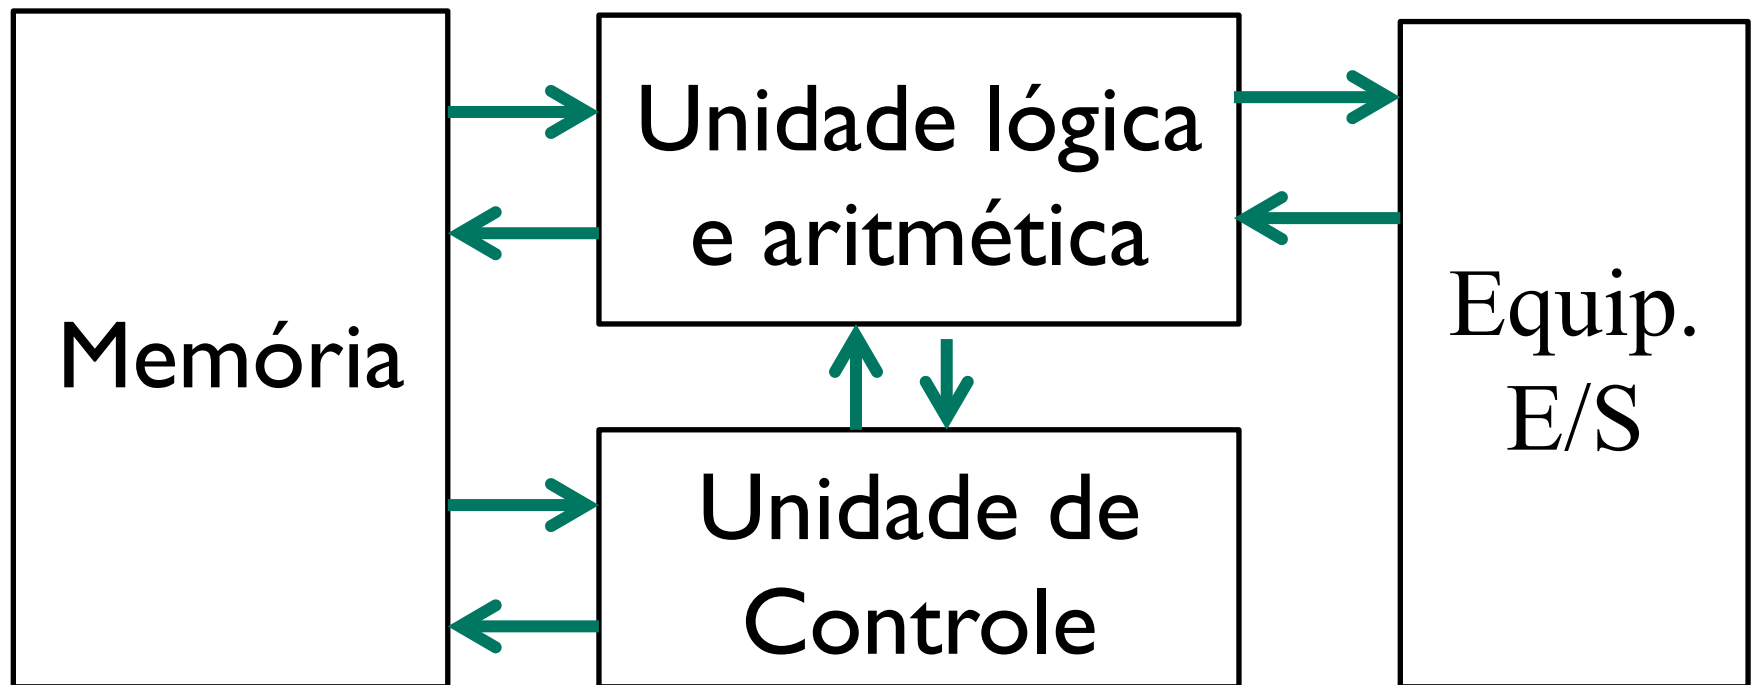 Memória
Unidade lógica
e aritmética
Unidade de
Controle
Equip.
E/S